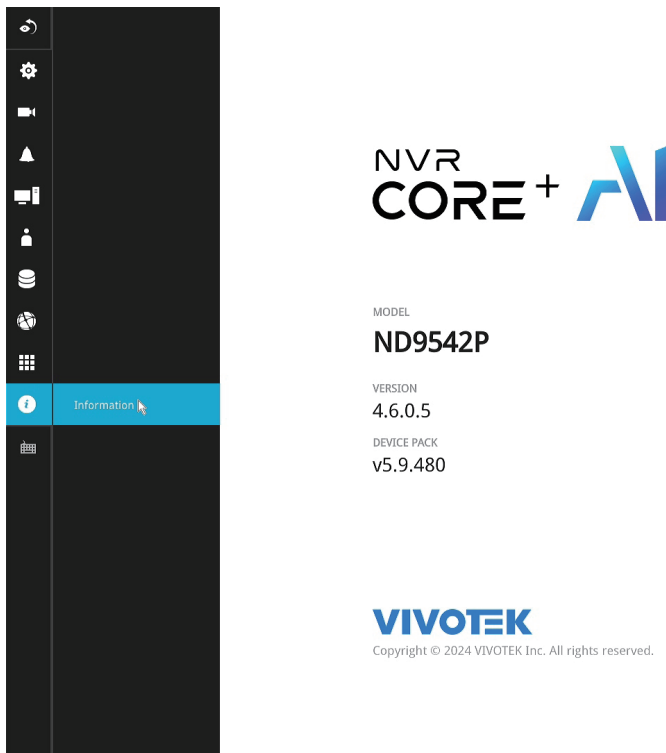 Information
NVR
CORE+
MODEL
ND9542P
VERSION
4.6.0.5
DEVICE PACK
v5.9.480
VIVOTEK
Copyright © 2024 VIVOTEK Inc. All rights reserved.